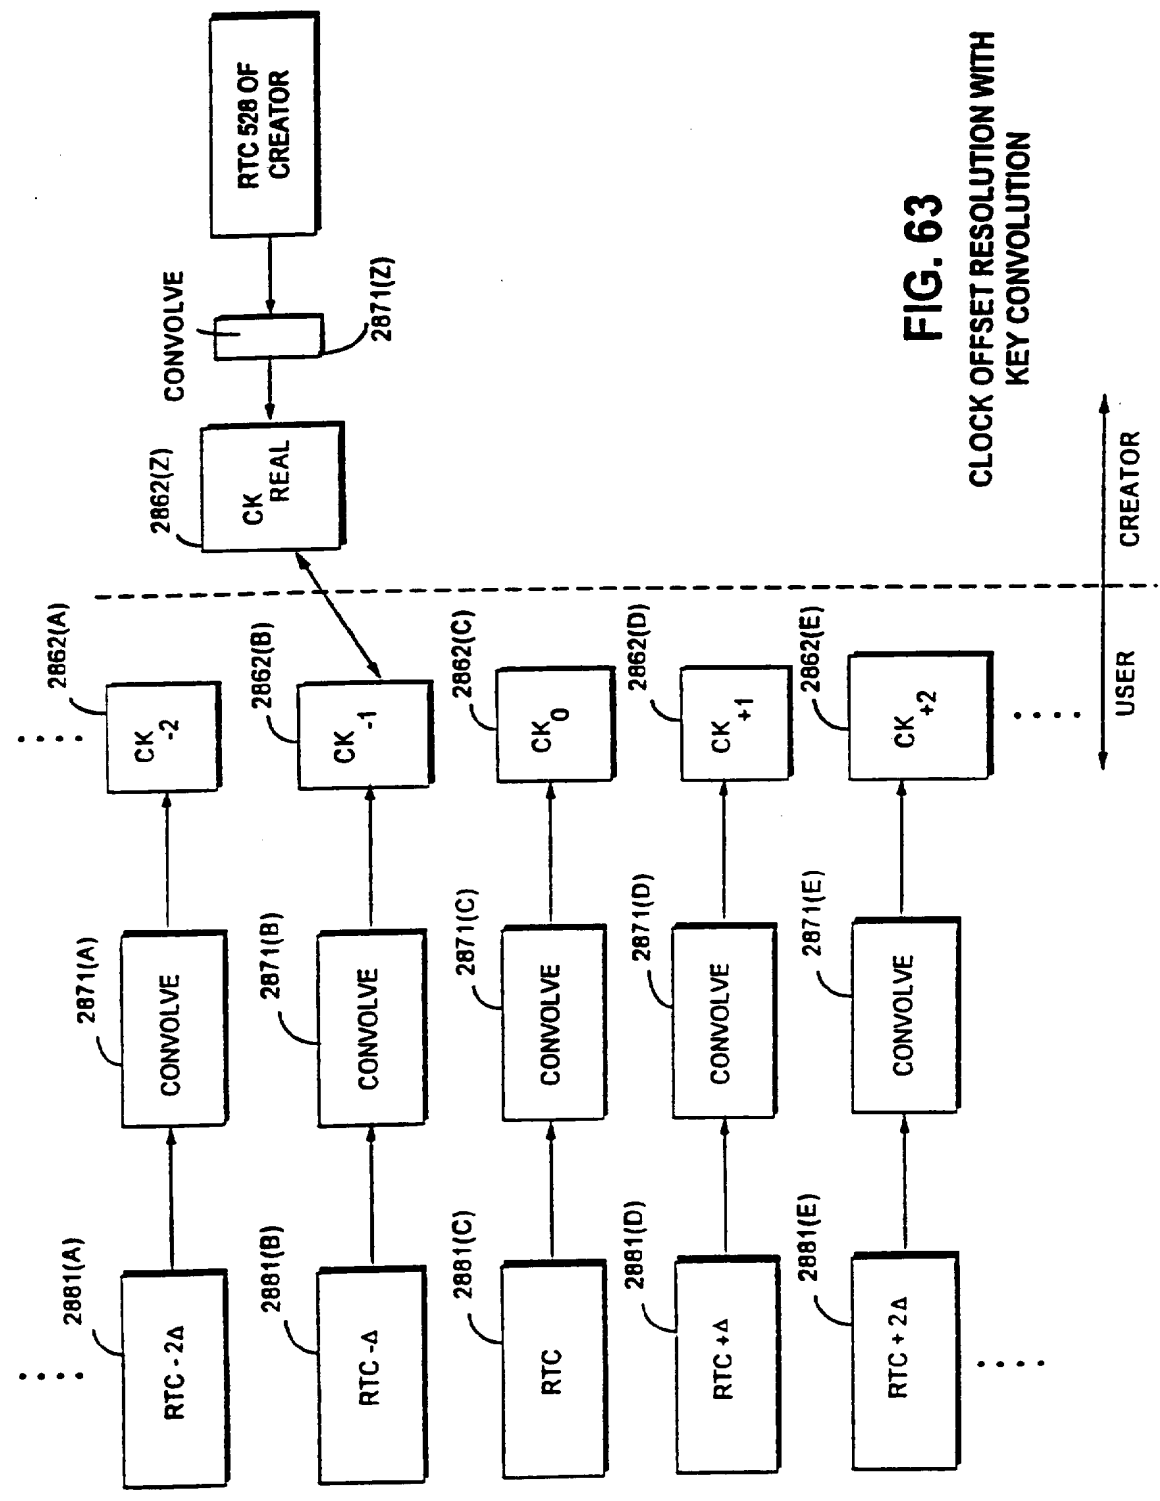 2881(A)
RTC - 2Δ
2871(A)
CONVOLVE
2862(A)
CK -2
2881(B)
RTC -Δ
2871(B)
CONVOLVE
2862(B)
CK -1
2881(C)
RTC
2871(C)
CONVOLVE
2862(C)
CK 0
2881(D)
RTC +Δ
2871(D)
CONVOLVE
2862(D)
CK +1
2881(E)
RTC + 2Δ
2871(E)
CONVOLVE
2862(E)
CK +2
2862(Z)
CK REAL
CONVOLVE
2871(Z)
RTC 528 OF
CREATOR
USER
CREATOR
FIG. 63
CLOCK OFFSET RESOLUTION WITH
KEY CONVOLUTION